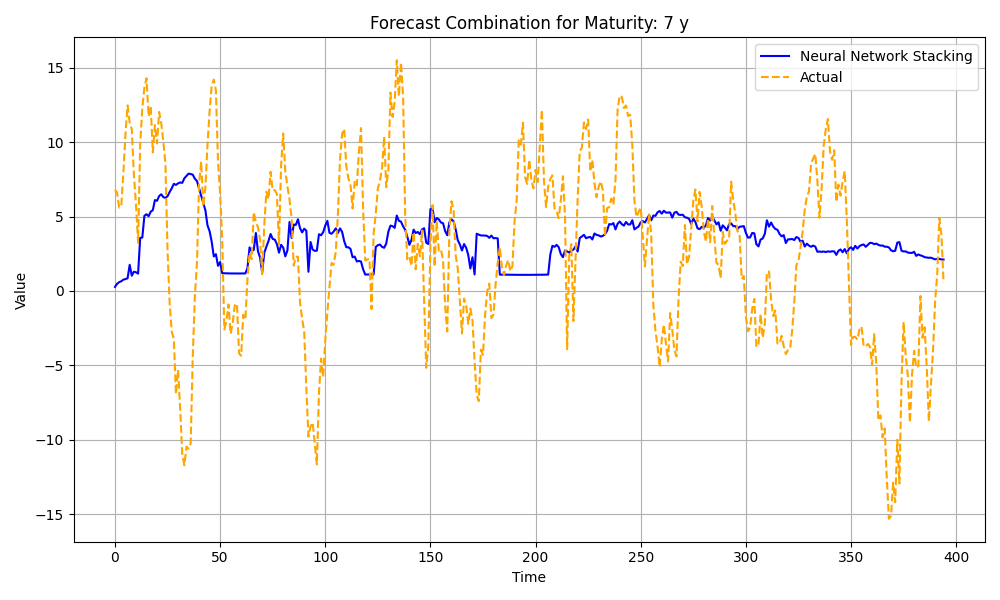 Forecast Combination for Maturity: 7 y
Neural Network Stacking
Actual
Value
15
10
5
0
−5
−10
−15
0 50 100 150 200 250 300 350 400
Time